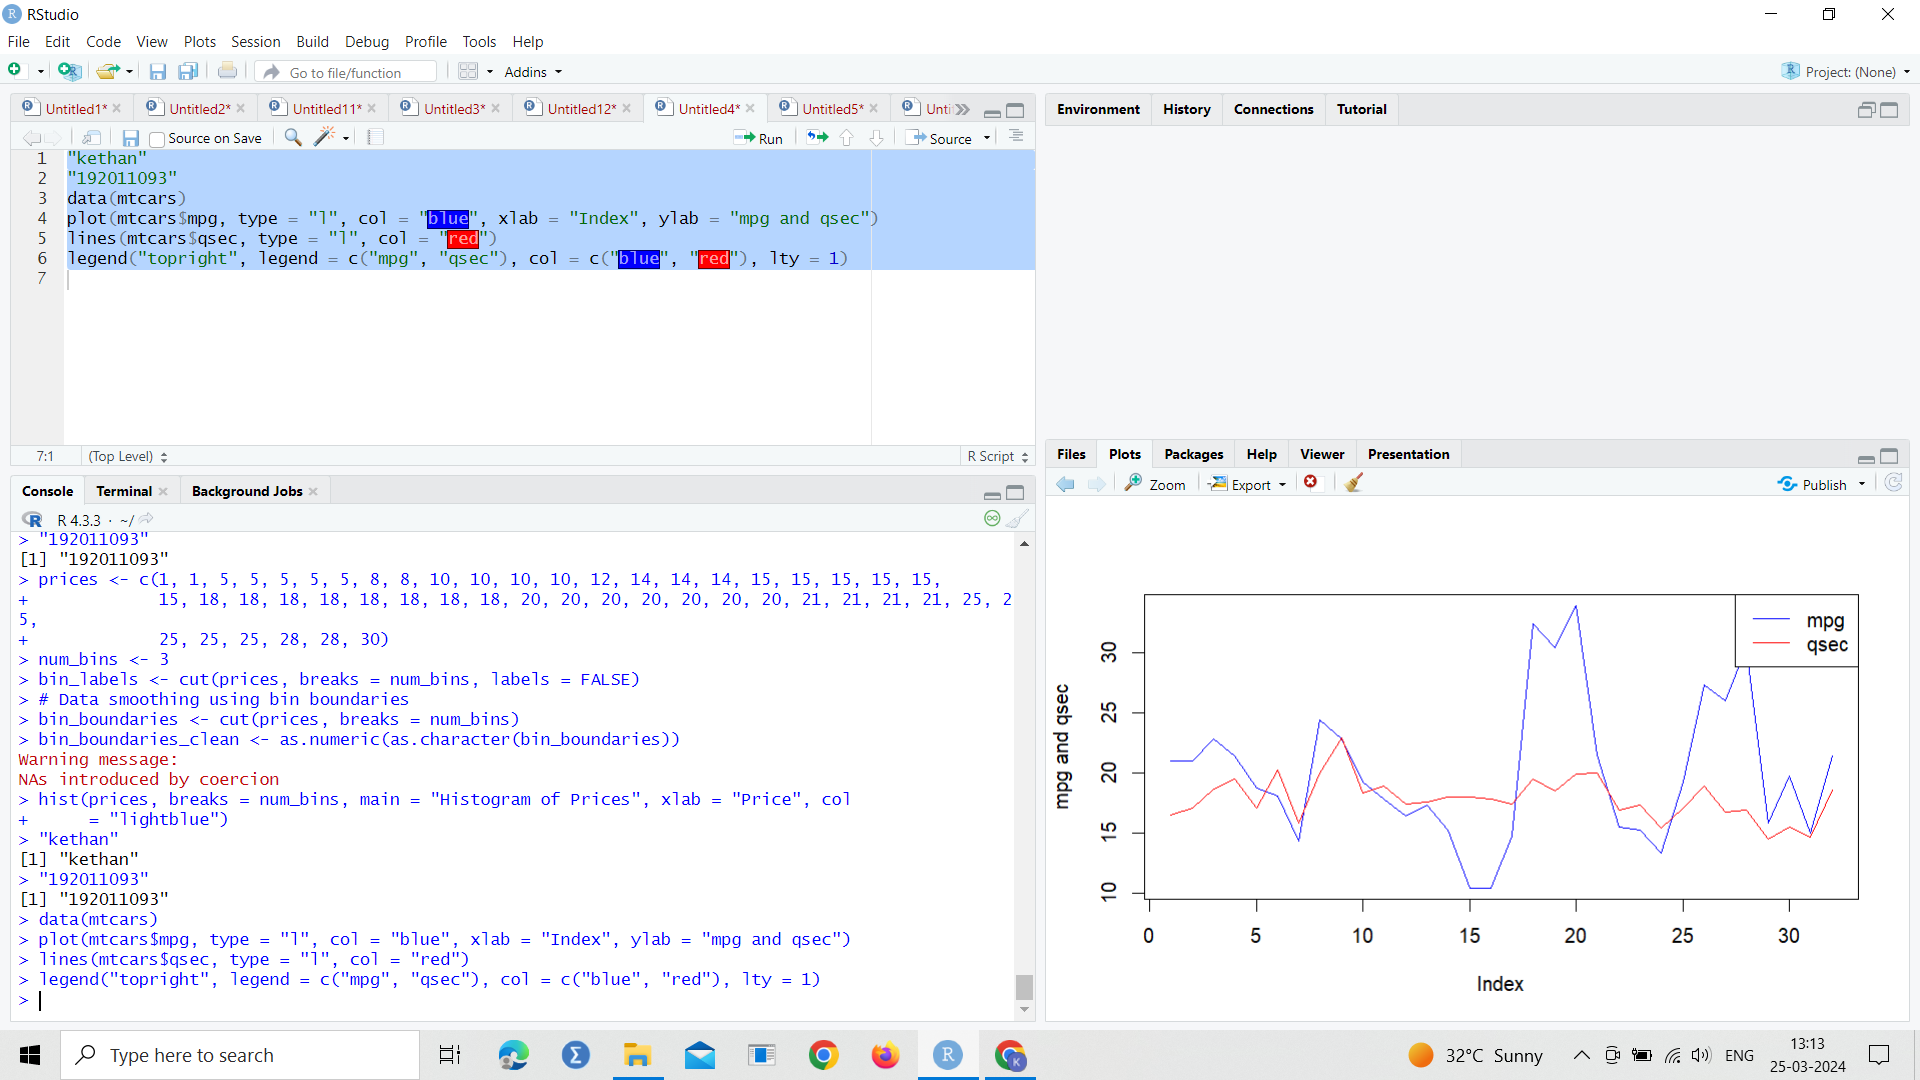 RStudio
File Edit Code View Plots Session Build Debug Profile Tools Help
Go to file/function
Addins
Project: (None)
Untitled1* Untitled2* Untitled11* Untitled3* Untitled12* Untitled4* Untitled5* Unti
Source on Save
Run
Source
1 "kethan"
2 "192011093"
3 data(mtcars)
4 plot(mtcars$mpg, type = "l", col = "blue", xlab = "Index", ylab = "mpg and qsec")
5 lines(mtcars$qsec, type = "l", col = "red")
6 legend("topright", legend = c("mpg", "qsec"), col = c("blue", "red"), lty = 1)
7
7:1 (Top Level) R Script
Console Terminal Background Jobs
R 4.3.3 · ~/
> "192011093"
[1] "192011093"
> prices <- c(1, 1, 5, 5, 5, 5, 5, 8, 8, 10, 10, 10, 10, 12, 14, 14, 14, 15, 15, 15, 15, 15,
+ 15, 18, 18, 18, 18, 18, 18, 18, 18, 20, 20, 20, 20, 20, 20, 20, 21, 21, 21, 21, 25, 2
5,
+ 25, 25, 25, 28, 28, 30)
> num_bins <- 3
> bin_labels <- cut(prices, breaks = num_bins, labels = FALSE)
> # Data smoothing using bin boundaries
> bin_boundaries <- cut(prices, breaks = num_bins)
> bin_boundaries_clean <- as.numeric(as.character(bin_boundaries))
Warning message:
NAs introduced by coercion
> hist(prices, breaks = num_bins, main = "Histogram of Prices", xlab = "Price", col
+ = "lightblue")
> "kethan"
[1] "kethan"
> "192011093"
[1] "192011093"
> data(mtcars)
> plot(mtcars$mpg, type = "l", col = "blue", xlab = "Index", ylab = "mpg and qsec")
> lines(mtcars$qsec, type = "l", col = "red")
> legend("topright", legend = c("mpg", "qsec"), col = c("blue", "red"), lty = 1)
>
Environment History Connections Tutorial
Files Plots Packages Help Viewer Presentation
Zoom Export Publish
mpg
qsec
mpg and qsec
30
25
20
15
10
0 5 10 15 20 25 30
Index
Type here to search
32°C Sunny
ENG
13:13
25-03-2024